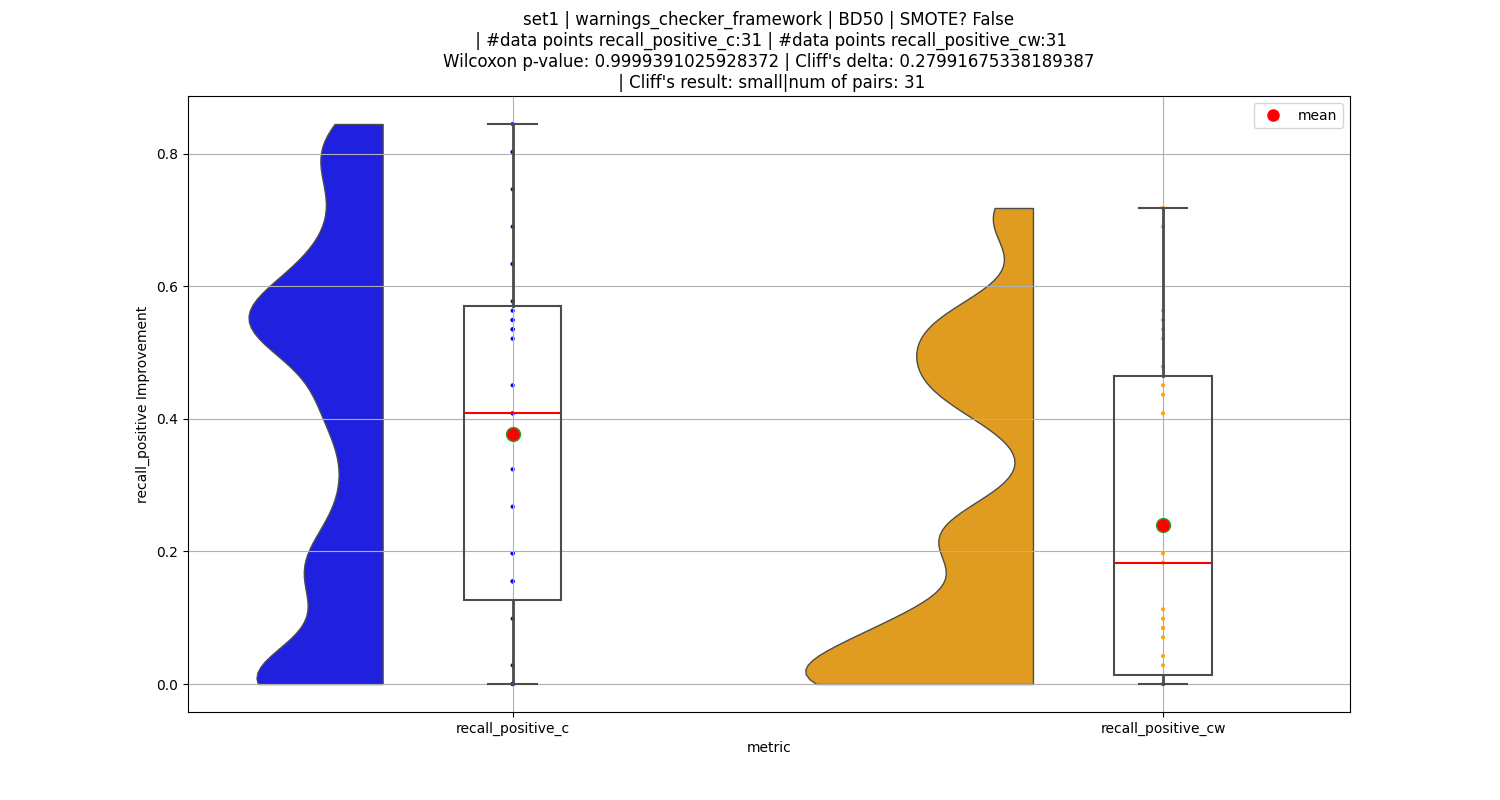 set1 | warnings_checker_framework | BD50 | SMOTE? False
| #data points recall_positive_c:31 | #data points recall_positive_cw:31
Wilcoxon p-value: 0.9999391025928372 | Cliff's delta: 0.27991675338189387
| Cliff's result: small|num of pairs: 31
mean
0.8
0.6
0.4
0.2
0.0
recall_positive Improvement
recall_positive_c
recall_positive_cw
metric